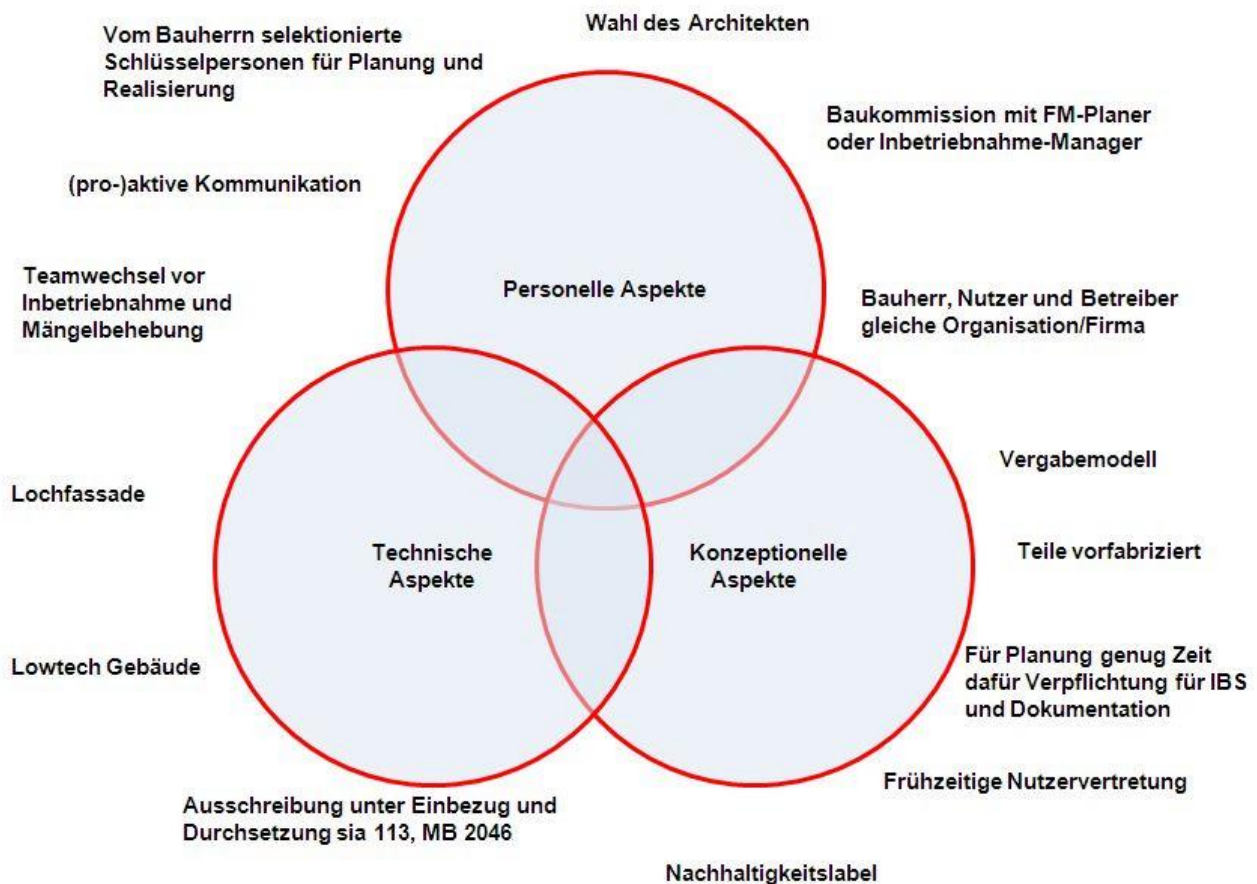 Wahl des Architekten
Vom Bauherrn selektionierte
Schlüsselpersonen für Planung und
Realisierung
Baukommission mit FM-Planer
oder Inbetriebnahme-Manager
(pro-)aktive Kommunikation
Teamwechsel vor
Inbetriebnahme und
Mängelbehebung
Personelle Aspekte
Bauherr, Nutzer und Betreiber
gleiche Organisation/Firma
Vergabemodell
Lochfassade
Technische
Aspekte
Konzeptionelle
Aspekte
Teile vorfabriziert
Lowtech Gebäude
Für Planung genug Zeit
dafür Verpflichtung für IBS
und Dokumentation
Frühzeitige Nutzervertretung
Ausschreibung unter Einbezug und
Durchsetzung sia 113, MB 2046
Nachhaltigkeitslabel